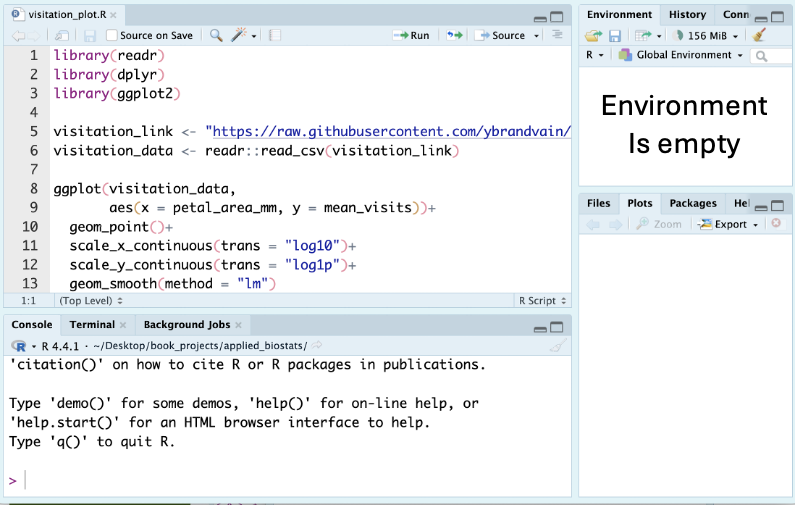 visitation_plot.R
Source on Save
Run
Source
1 library(readr)
2 library(dplyr)
3 library(ggplot2)
4
5 visitation_link <- "https://raw.githubusercontent.com/ybrandvain/
6 visitation_data <- readr::read_csv(visitation_link)
7
8 ggplot(visitation_data,
9 aes(x = petal_area_mm, y = mean_visits))+
10 geom_point()+
11 scale_x_continuous(trans = "log10")+
12 scale_y_continuous(trans = "log1p")+
13 geom_smooth(method = "lm")
1:1 (Top Level) R Script
Console Terminal Background Jobs
R 4.4.1 · ~/Desktop/book_projects/applied_biostats/
'citation()' on how to cite R or R packages in publications.
Type 'demo()' for some demos, 'help()' for on-line help, or
'help.start()' for an HTML browser interface to help.
Type 'q()' to quit R.
>
Environment History Conn
156 MiB
R Global Environment
Environment
Is empty
Files Plots Packages Hel
Zoom Export